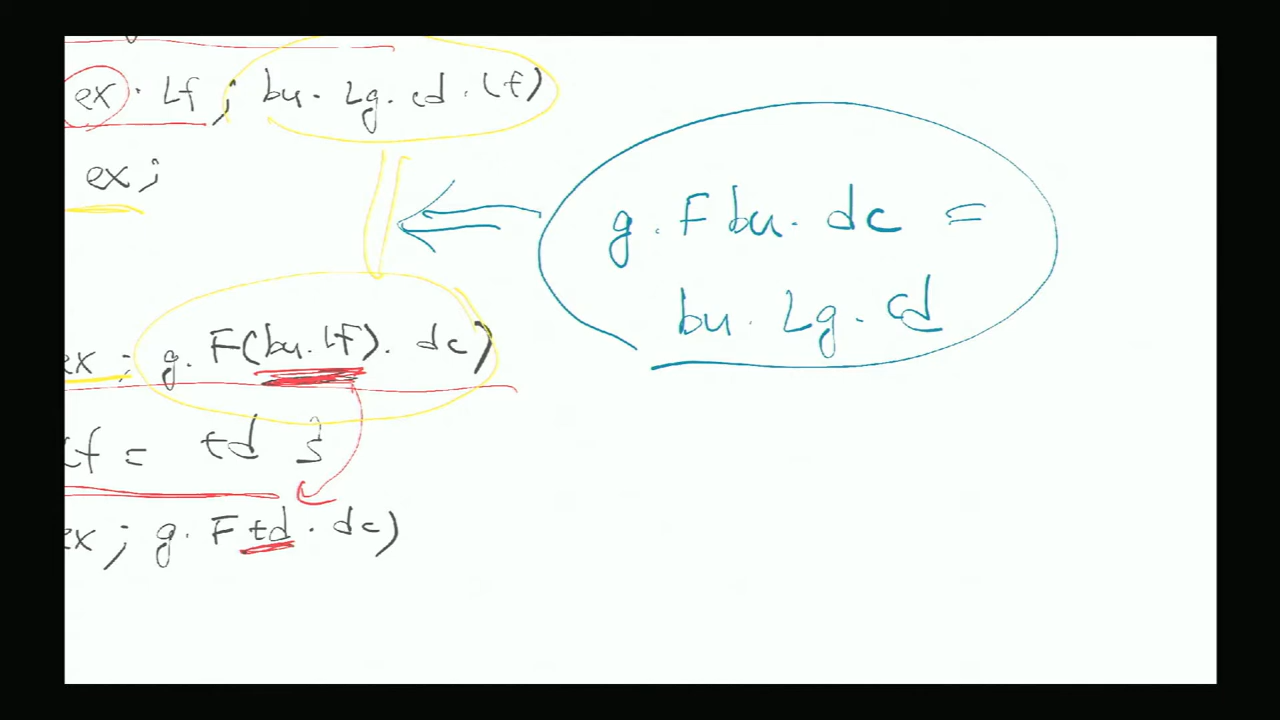 ex · Lf ; bu · Lg · cd · Lf)
ex ;
g . F bu · dc =
bu · Lg · cd
ex ; g · F(bu · Lf) · dc)
Lf = td ;
ex ; g · F td · dc)